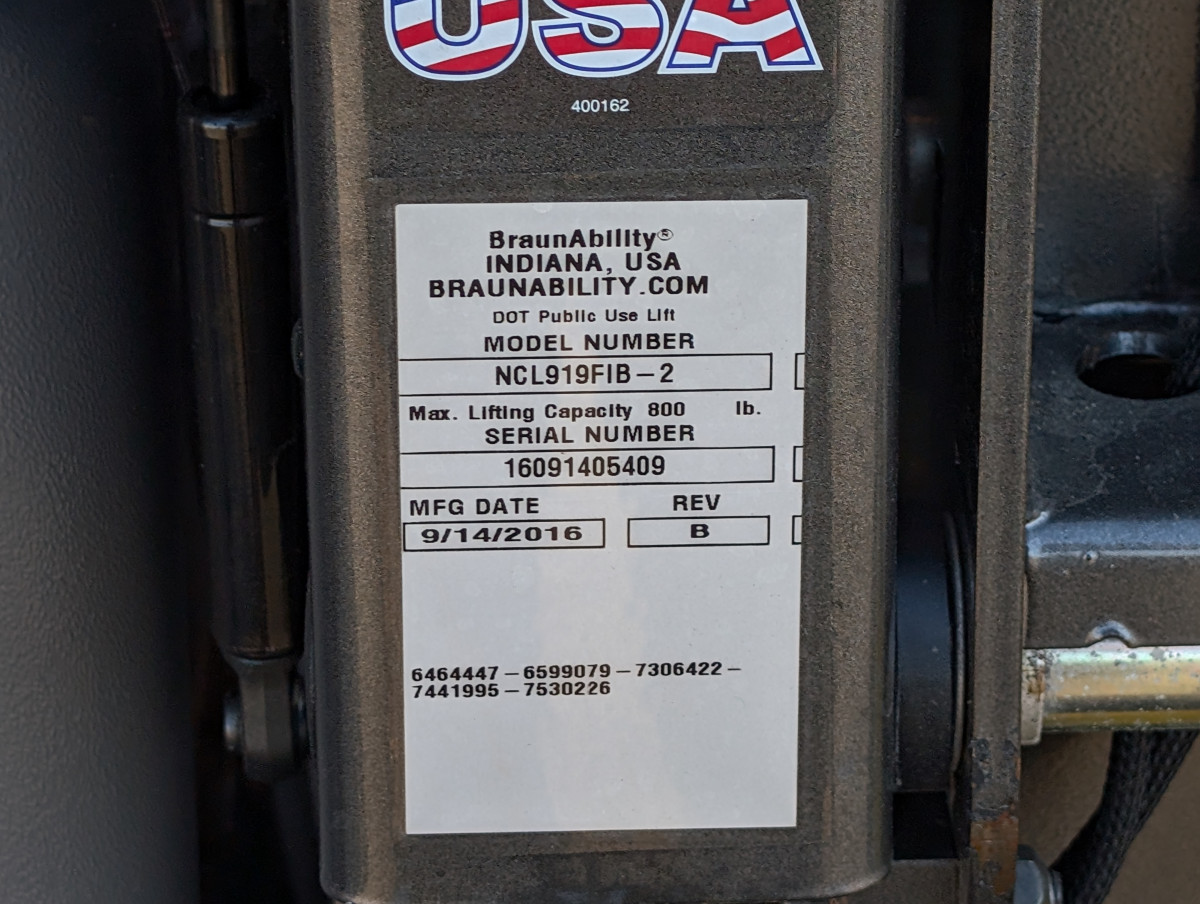 USA
400162
BraunAbility®
INDIANA, USA
BRAUNABILITY.COM
DOT Public Use Lift
MODEL NUMBER
NCL919FIB-2
Max. Lifting Capacity 800 lb.
SERIAL NUMBER
16091405409
MFG DATE REV
9/14/2016 B
6464447-6599079-7306422-
7441995-7530226